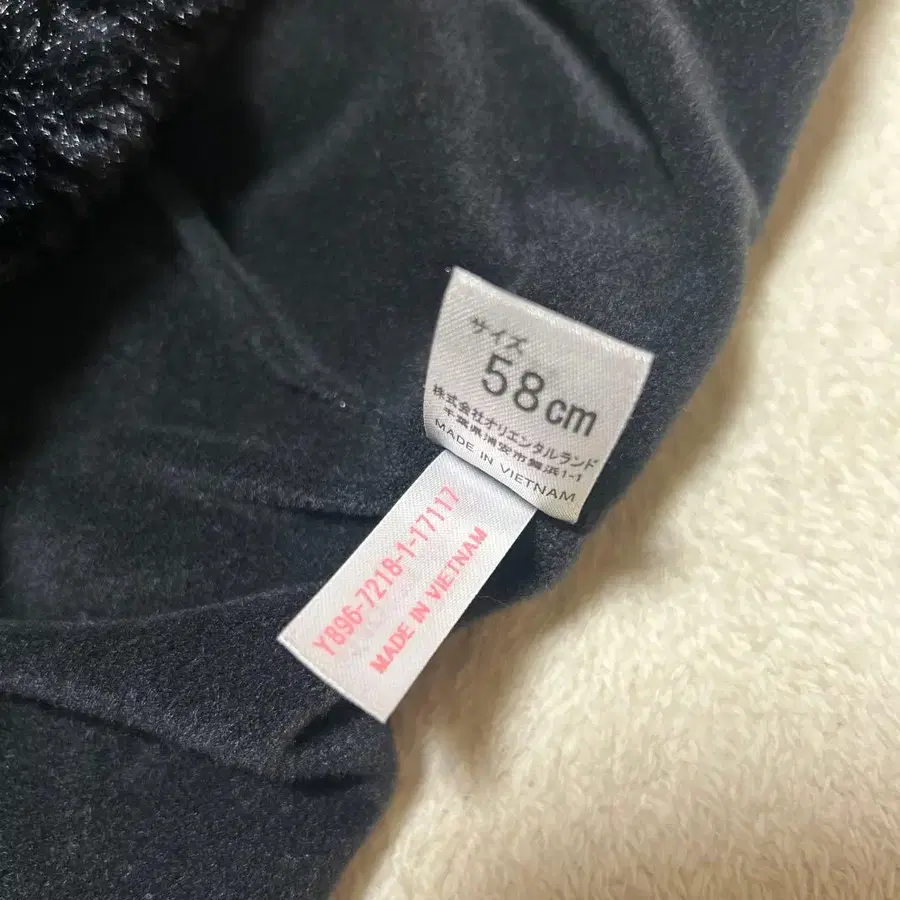 サイズ
58cm
株式会社オリエンタルランド
千葉県浦安市舞浜1-1
MADE IN VIETNAM
Y896-7218-1-17117
MADE IN VIETNAM